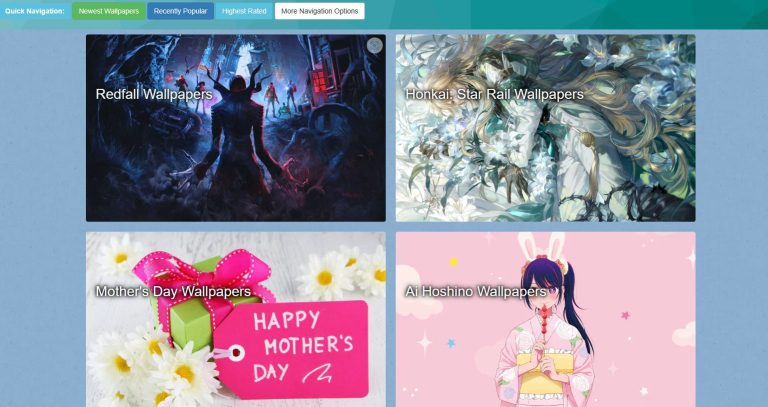 Quick Navigation: Newest Wallpapers Recently Popular Highest Rated More Navigation Options
Redfall Wallpapers
Honkai: Star Rail Wallpapers
Mother's Day Wallpapers
HAPPY
MOTHER'S
DAY
Ai Hoshino Wallpapers